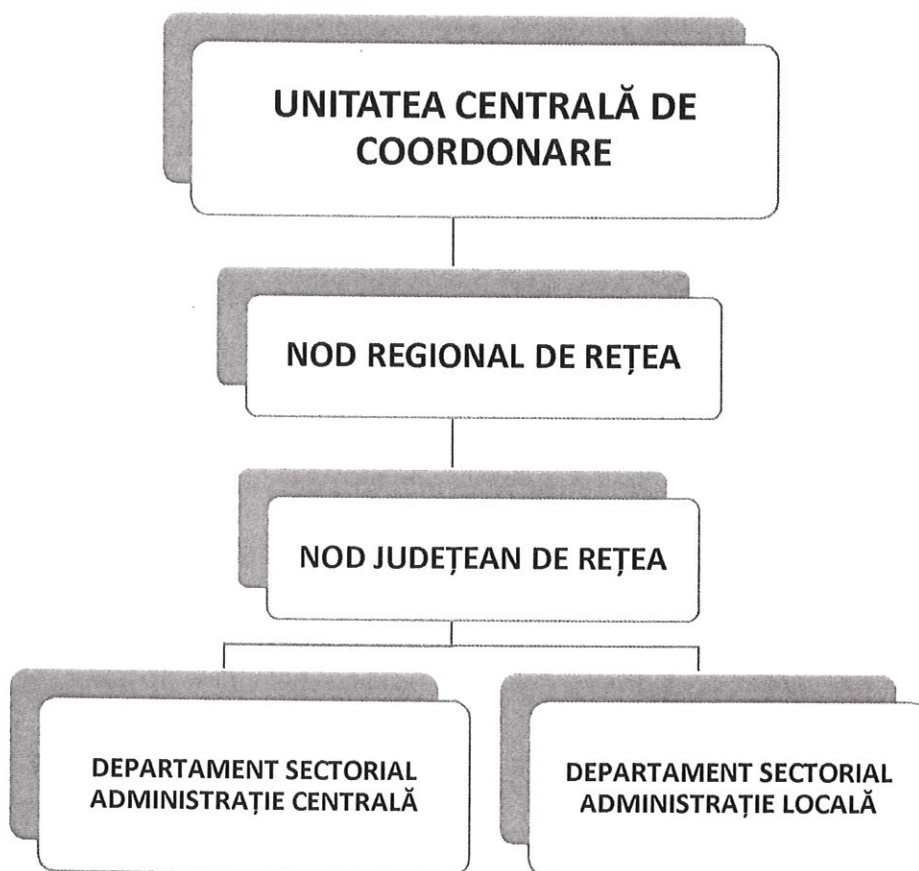 UNITATEA CENTRALĂ DE
COORDONARE
NOD REGIONAL DE REȚEA
NOD JUDEȚEAN DE REȚEA
DEPARTAMENT SECTORIAL
ADMINISTRAȚIE CENTRALĂ
DEPARTAMENT SECTORIAL
ADMINISTRAȚIE LOCALĂ